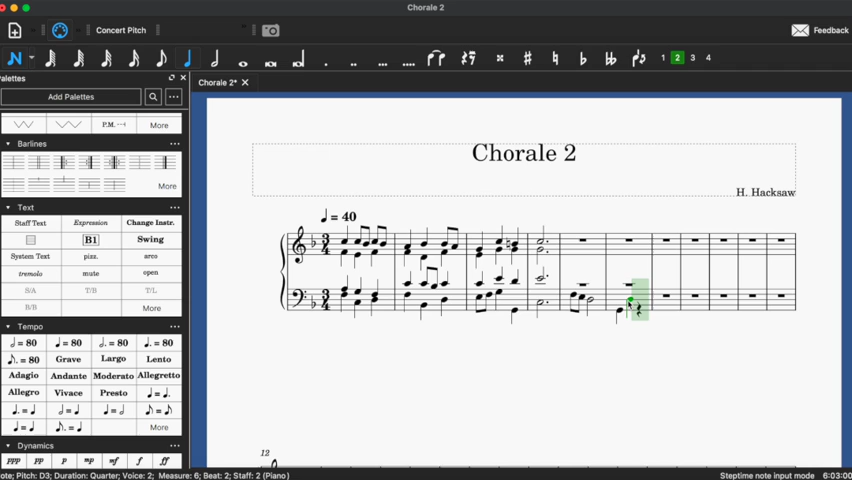 Chorale 2
Concert Pitch
Feedback
1 2 3 4
Palettes
Chorale 2*
Add Palettes
P.M.
More
Barlines
More
Text
Staff Text Expression Change Instr.
B1 Swing
System Text pizz. arco
tremolo mute open
S/A T/B T/L
B/B More
Tempo
= 80 = 80 = 80
= 80 Grave Largo Lento
Adagio Andante Moderato Allegretto
Allegro Vivace Presto
More
Dynamics
ppp pp p mp mf f ff
Chorale 2
H. Hacksaw
= 40
12
ote; Pitch: D3; Duration: Quarter; Voice: 2; Measure: 6; Beat: 2; Staff: 2 (Piano)
Steptime note input mode
6:03:00